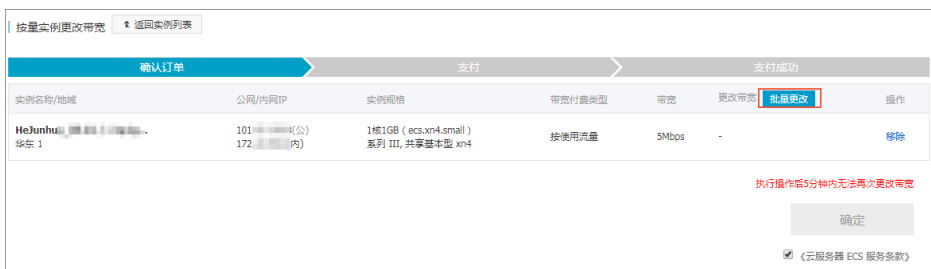 按量实例更改带宽 返回实例列表
确认订单 支付 支付成功
实例名称/地域 公网/内网IP 实例规格 带宽付费类型 带宽 更改带宽 批量更改 操作
HeJunhu 101 (公) 1核1GB ( ecs.xn4.small ) 按使用流量 5Mbps - 移除
华东 1 172. 内) 系列 III, 共享基本型 xn4
执行操作后5分钟内无法再次更改带宽
确定
《云服务器 ECS 服务条款》